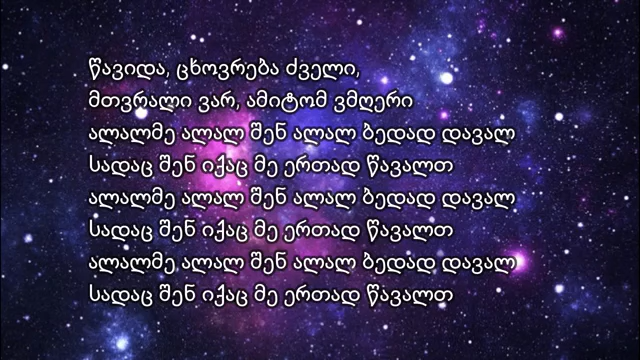 წავიდა, ცხოვრება ძველი,
მთვრალი ვარ, ამიტომ ვმღერი
ალალმე ალალ შენ ალალ ბედად დავალ
სადაც შენ იქაც მე ერთად წავალთ
ალალმე ალალ შენ ალალ ბედად დავალ
სადაც შენ იქაც მე ერთად წავალთ
ალალმე ალალ შენ ალალ ბედად დავალ
სადაც შენ იქაც მე ერთად წავალთ